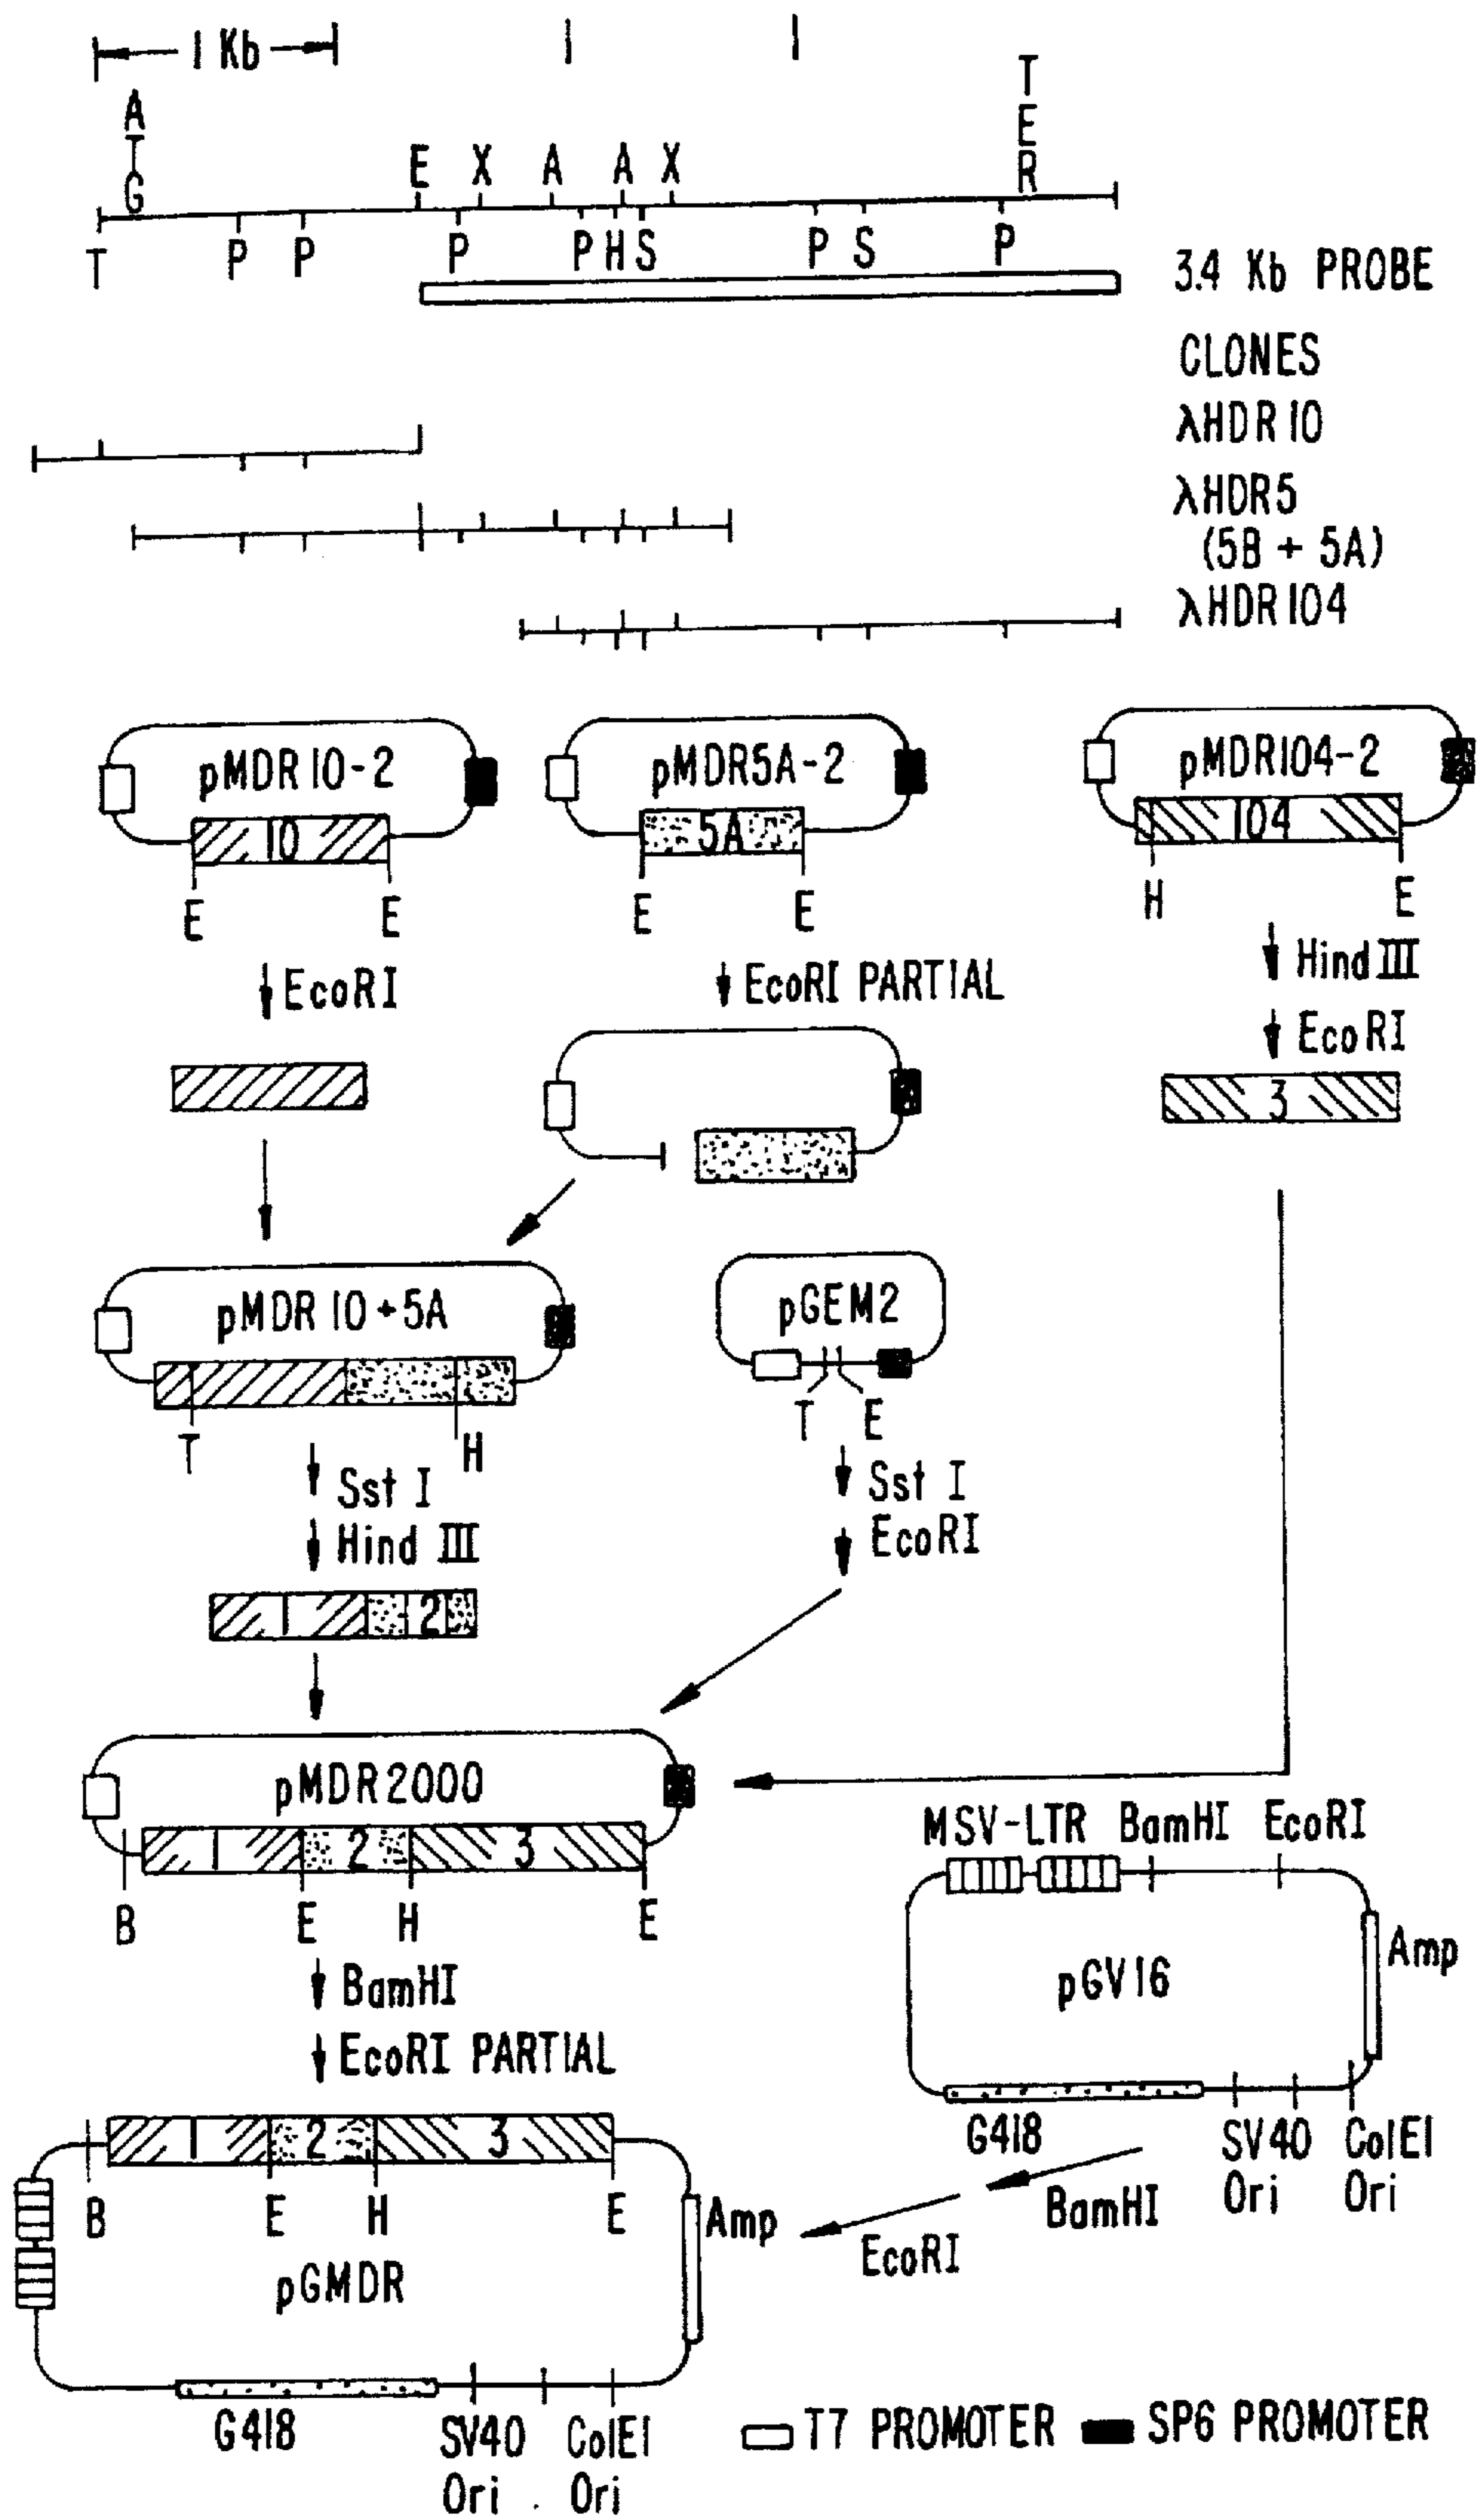 1 Kb
ATG
TER
E X A A X
T P P P P H S P S P
3.4 Kb PROBE
CLONES
λHDR10
λHDR5
(5B + 5A)
λHDR104
pMDR10-2
pMDR5A-2
pMDR104-2
10
5A
104
E E
E E
H E
EcoRI
EcoRI PARTIAL
Hind III
EcoRI
3
pMDR10+5A
pGEM2
T H
T E
Sst I
Hind III
Sst I
EcoRI
1 2
pMDR2000
1 2 3
B E H E
MSV-LTR BamHI EcoRI
pGV16
Amp
BamHI
EcoRI PARTIAL
G418
SV40 Ori
ColE1 Ori
BamHI
EcoRI
1 2 3
B E H E
Amp
pGMDR
G418
SV40 Ori
ColE1 Ori
T7 PROMOTER
SP6 PROMOTER